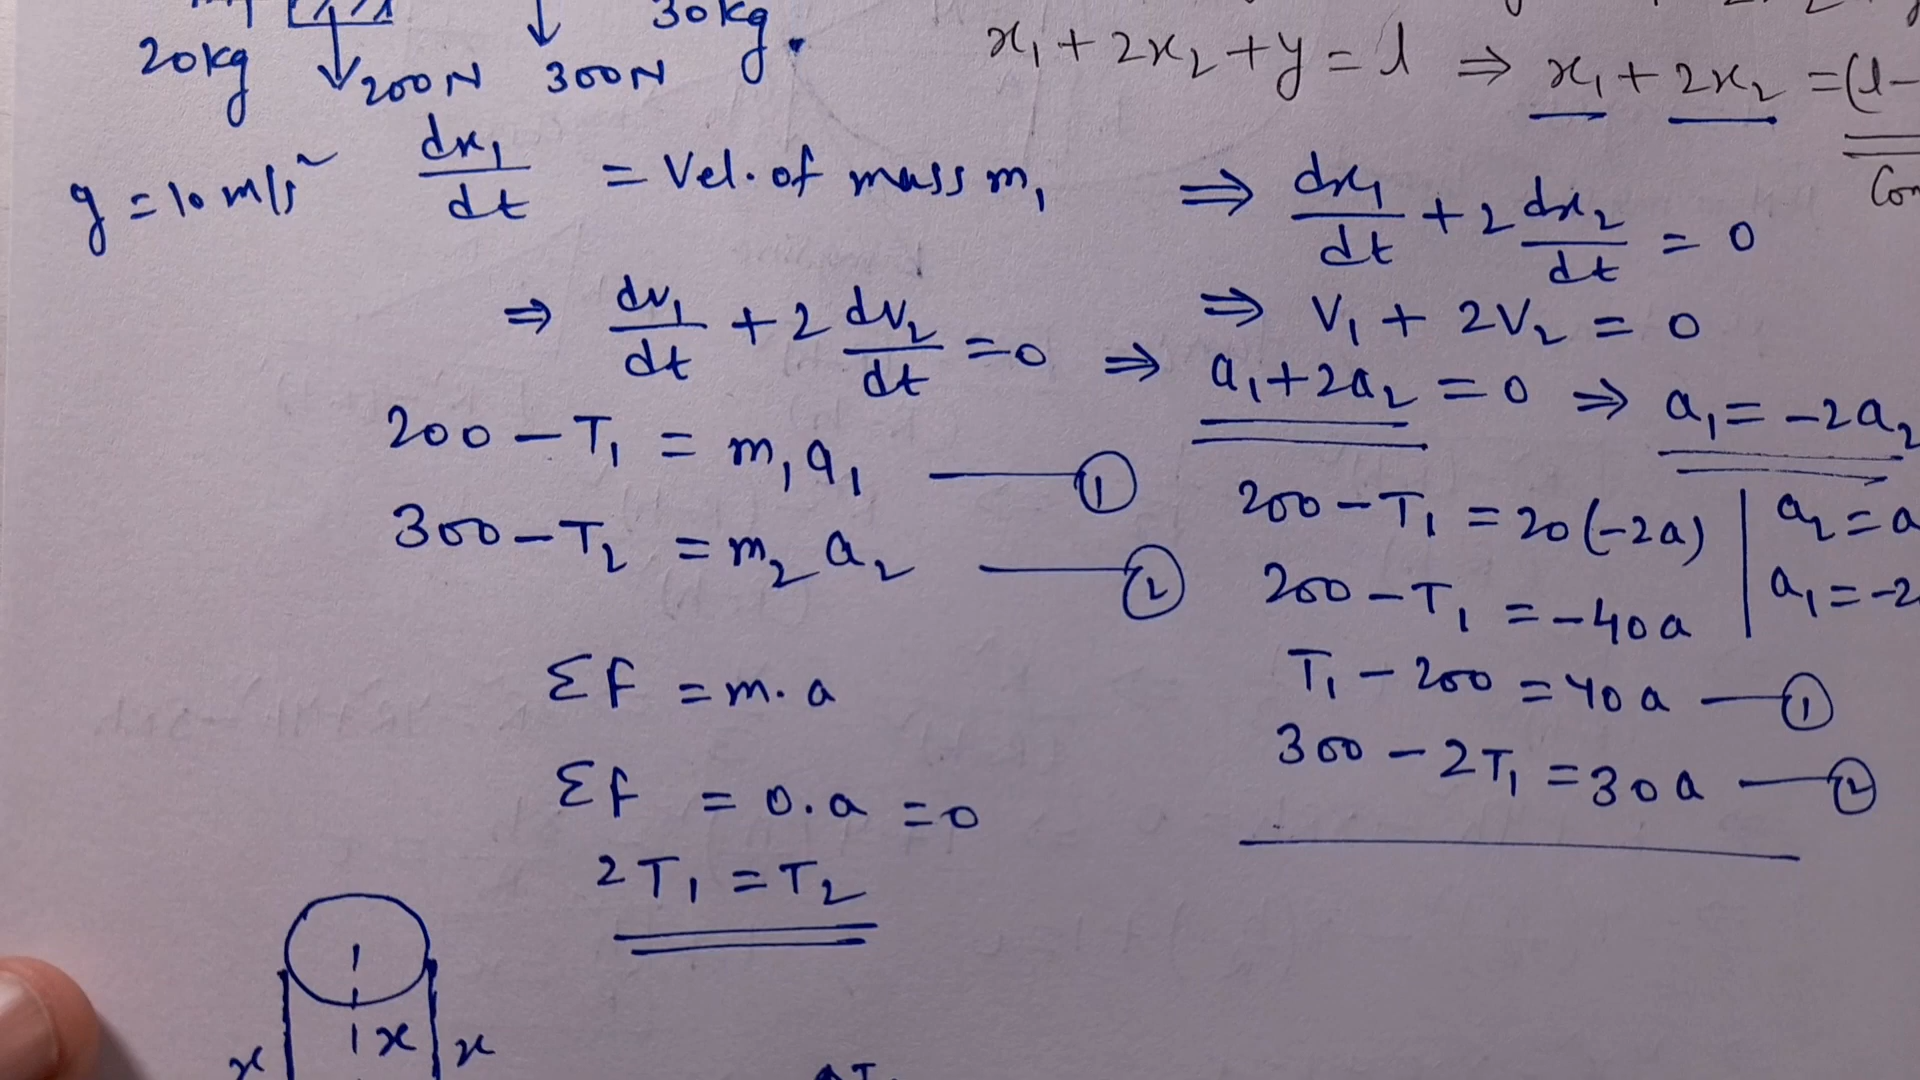 20kg 200N 300N 30kg.
x₁ + 2x₂ + y = l ⇒ x₁ + 2x₂ = (l-
g = 10 m/s² dx₁/dt = Vel. of mass m₁
⇒ dx₁/dt + 2 dx₂/dt = 0
⇒ V₁ + 2V₂ = 0
⇒ dv₁/dt + 2 dv₂/dt = 0 ⇒ a₁ + 2a₂ = 0 ⇒ a₁ = -2a₂
200 - T₁ = m₁a₁ — ①
300 - T₂ = m₂a₂ — ②
ΣF = m.a
ΣF = 0.a = 0
2T₁ = T₂
200 - T₁ = 20(-2a) | a₂ = a
200 - T₁ = -40a | a₁ = -2
T₁ - 200 = 40a — ①
300 - 2T₁ = 30a — ②
x x x